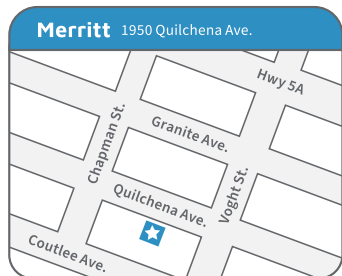 Merritt 1950 Quilchena Ave.
Hwy 5A
Granite Ave.
Chapman St.
Quilchena Ave.
Voght St.
Coutlee Ave.